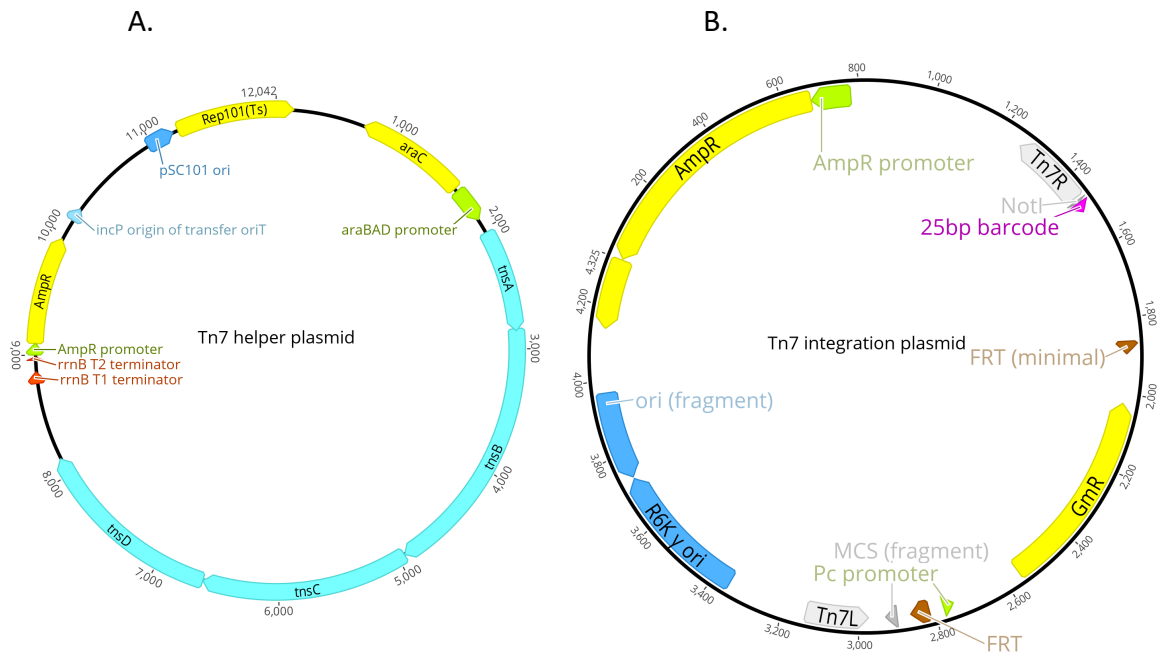 A.
B.
12,042
Rep101(Ts)
11,000
pSC101 ori
1,000
araC
araBAD promoter
2,000
10,000
incP origin of transfer oriT
tnsA
AmpR
Tn7 helper plasmid
3,000
9,000
AmpR promoter
rrnB T2 terminator
rrnB T1 terminator
tnsB
4,000
8,000
tnsD
7,000
tnsC
5,000
6,000
800
600
1,000
400
AmpR
AmpR promoter
1,200
200
Tn7R
1,400
NotI
25bp barcode
1,600
4,325
4,200
1,800
Tn7 integration plasmid
FRT (minimal)
4,000
ori (fragment)
2,000
3,800
2,200
GmR
R6K γ ori
3,600
2,400
MCS (fragment)
Pc promoter
3,400
2,600
Tn7L
3,200
3,000
2,800
FRT